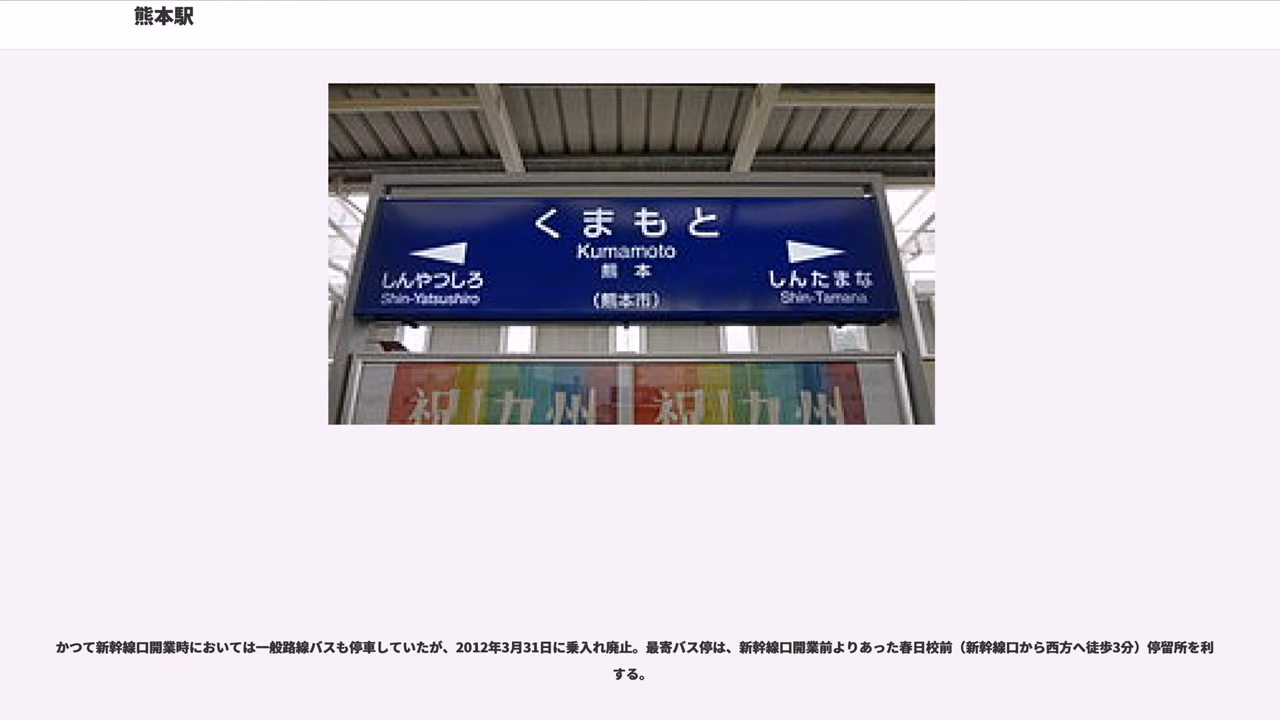 熊本駅
くまもと
Kumamoto
熊本
しんやつしろ
しんたまな
Shin-Yatsushiro
Shin-Tamana
(熊本市)
祝!九州 祝!九州
かつて新幹線口開業時においては一般路線バスも停車していたが、2012年3月31日に乗入れ廃止。最寄バス停は、新幹線口開業前よりあった春日校前（新幹線口から西方へ徒歩3分）停留所を利
する。